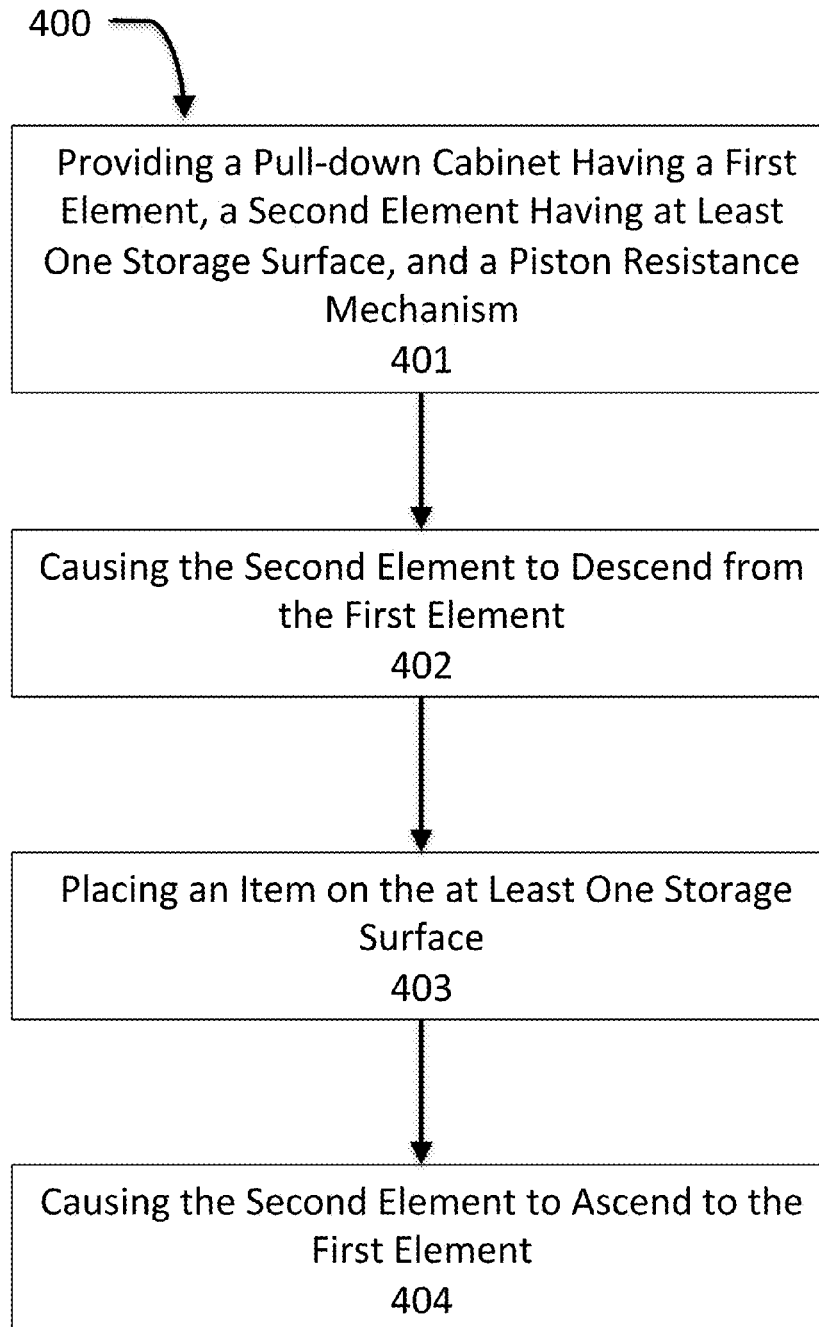 400
Providing a Pull-down Cabinet Having a First
Element, a Second Element Having at Least
One Storage Surface, and a Piston Resistance
Mechanism
401
Causing the Second Element to Descend from
the First Element
402
Placing an Item on the at Least One Storage
Surface
403
Causing the Second Element to Ascend to the
First Element
404